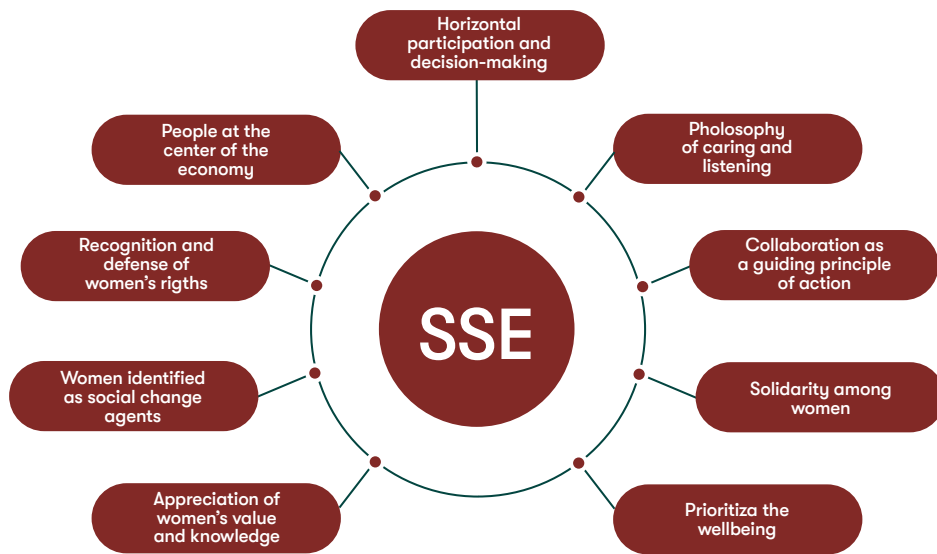 Horizontal
participation and
decision-making
People at the
center of the
economy
Pholosophy
of caring and
listening
Recognition and
defense of
women's rigths
Collaboration as
a guiding principle
of action
SSE
Women identified
as social change
agents
Solidarity among
women
Appreciation of
women's value
and knowledge
Prioritiza the
wellbeing